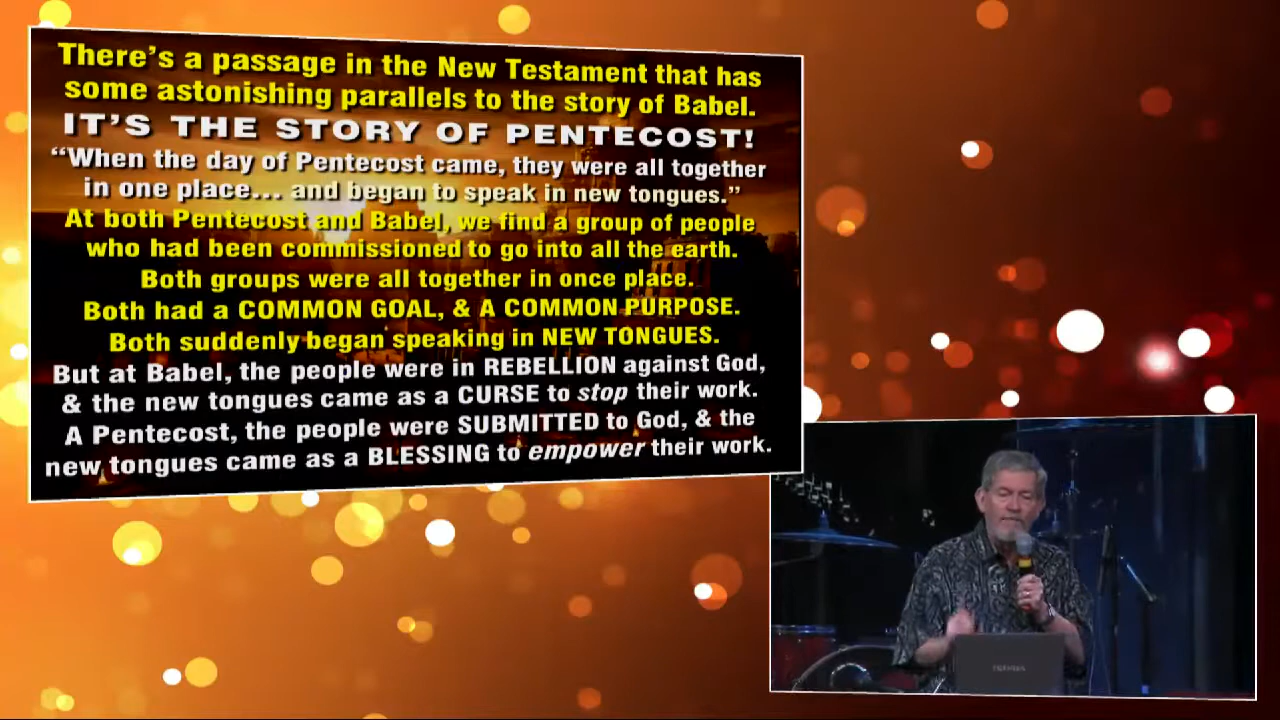 There's a passage in the New Testament that has
some astonishing parallels to the story of Babel.
IT'S THE STORY OF PENTECOST!
“When the day of Pentecost came, they were all together
in one place... and began to speak in new tongues.”
At both Pentecost and Babel, we find a group of people
who had been commissioned to go into all the earth.
Both groups were all together in once place.
Both had a COMMON GOAL, & A COMMON PURPOSE.
Both suddenly began speaking in NEW TONGUES.
But at Babel, the people were in REBELLION against God,
& the new tongues came as a CURSE to stop their work.
A Pentecost, the people were SUBMITTED to God, & the
new tongues came as a BLESSING to empower their work.